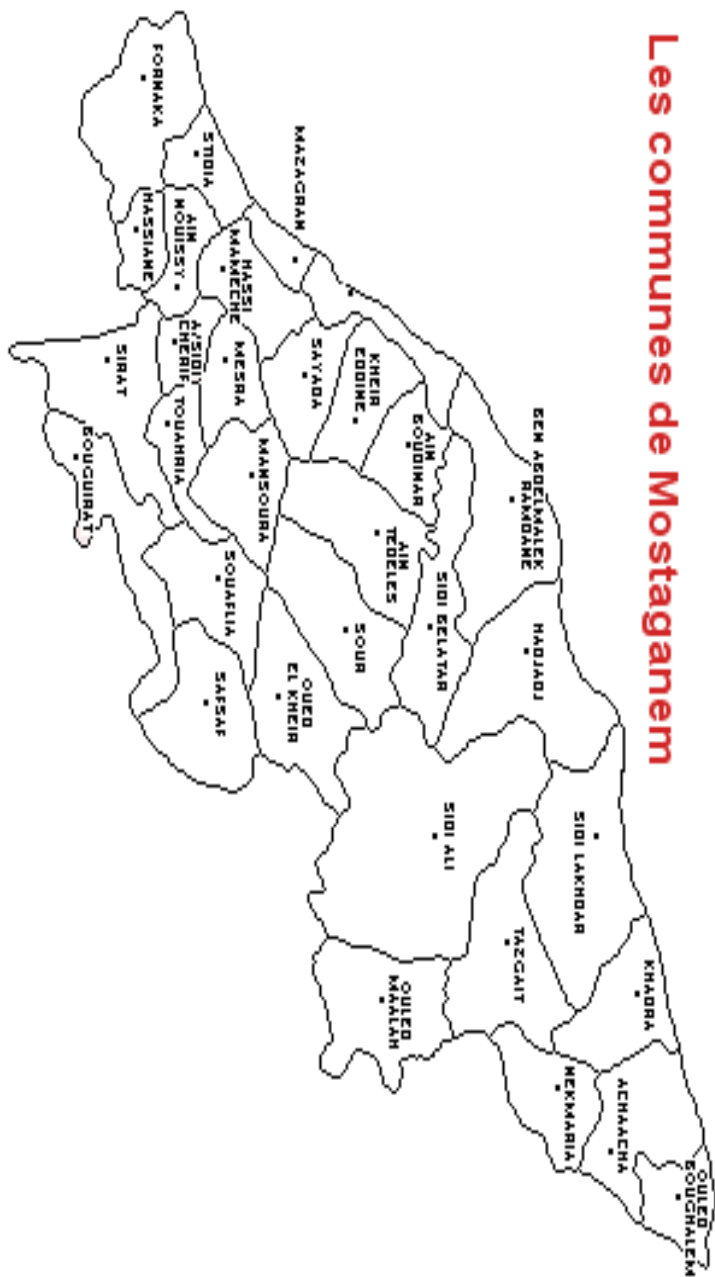 Les communes de Mostaganem
OULED
BOUGHALEM
KHADRA
ACHAACHA
SIDI LAKHDAR
NEKMARIA
BEN ABDELMALEK
RAMDANE
HADJADJ
TAZGAIT
SIDI ALI
SIDI BELATAR
AIN
BOUDINAR
OULED
MAALAH
AIN
TEDELES
KHEIR
EDDINE
SOUR
SAYADA
MAZAGRAN
OUED
EL KHEIR
MANSOURA
HASSI
MAMECHE
MESRA
SOUAFLIA
SAFSAF
STIDIA
AIN
NOUISSY
A/SIDI
CHERIF
TOUAHRIA
FORNAKA
HASSIANE
SIRAT
BOUGUIRAT